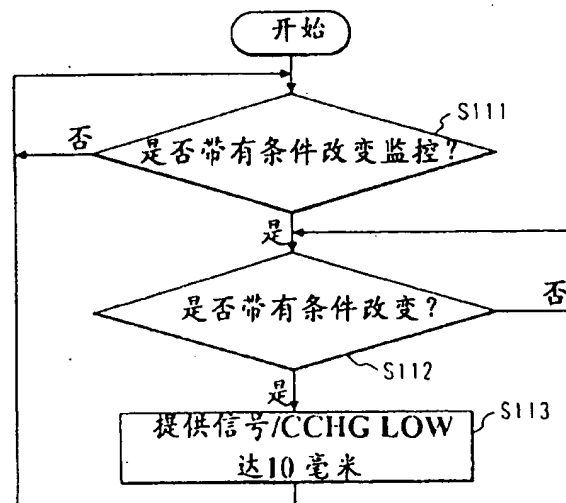 开始
S111
否
是否带有条件改变监控?
是
是否带有条件改变?
否
S112
是
S113
提供信号/CCHG LOW
达10毫米